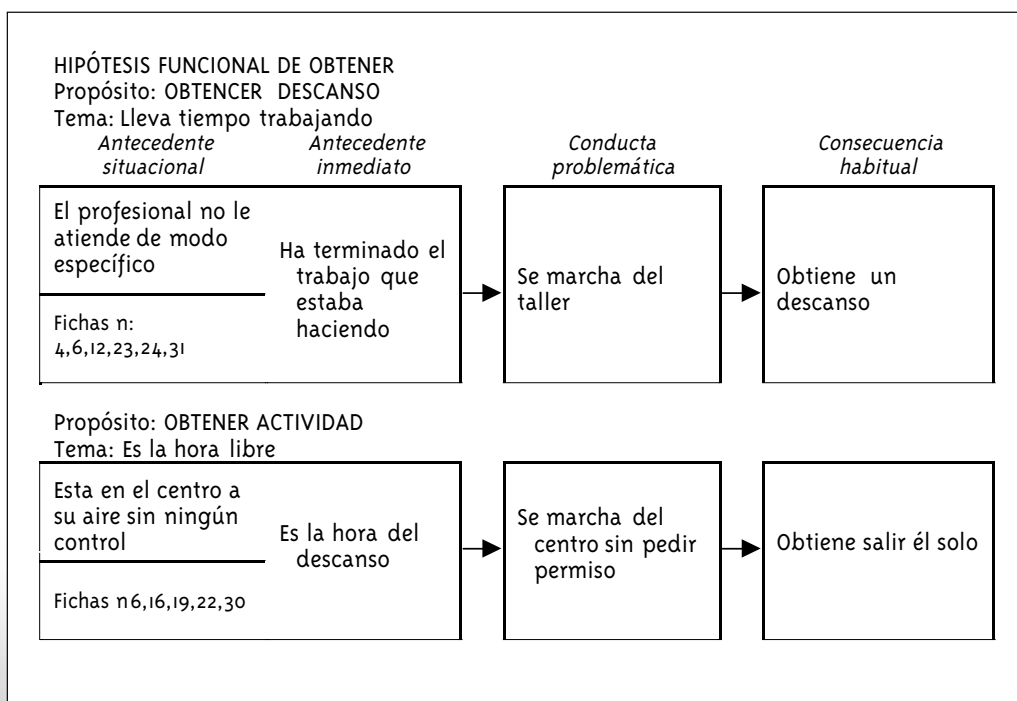 HIPÓTESIS FUNCIONAL DE OBTENER
Propósito: OBTENCER DESCANSO
Tema: Lleva tiempo trabajando
Antecedente
situacional
Antecedente
inmediato
Conducta
problemática
Consecuencia
habitual
El profesional no le
atiende de modo
específico
Fichas n:
4,6,12,23,24,31
Ha terminado el
trabajo que
estaba
haciendo
Se marcha del
taller
Obtiene un
descanso
Propósito: OBTENER ACTIVIDAD
Tema: Es la hora libre
Esta en el centro a
su aire sin ningún
control
Fichas n6,16,19,22,30
Es la hora del
descanso
Se marcha del
centro sin pedir
permiso
Obtiene salir él solo